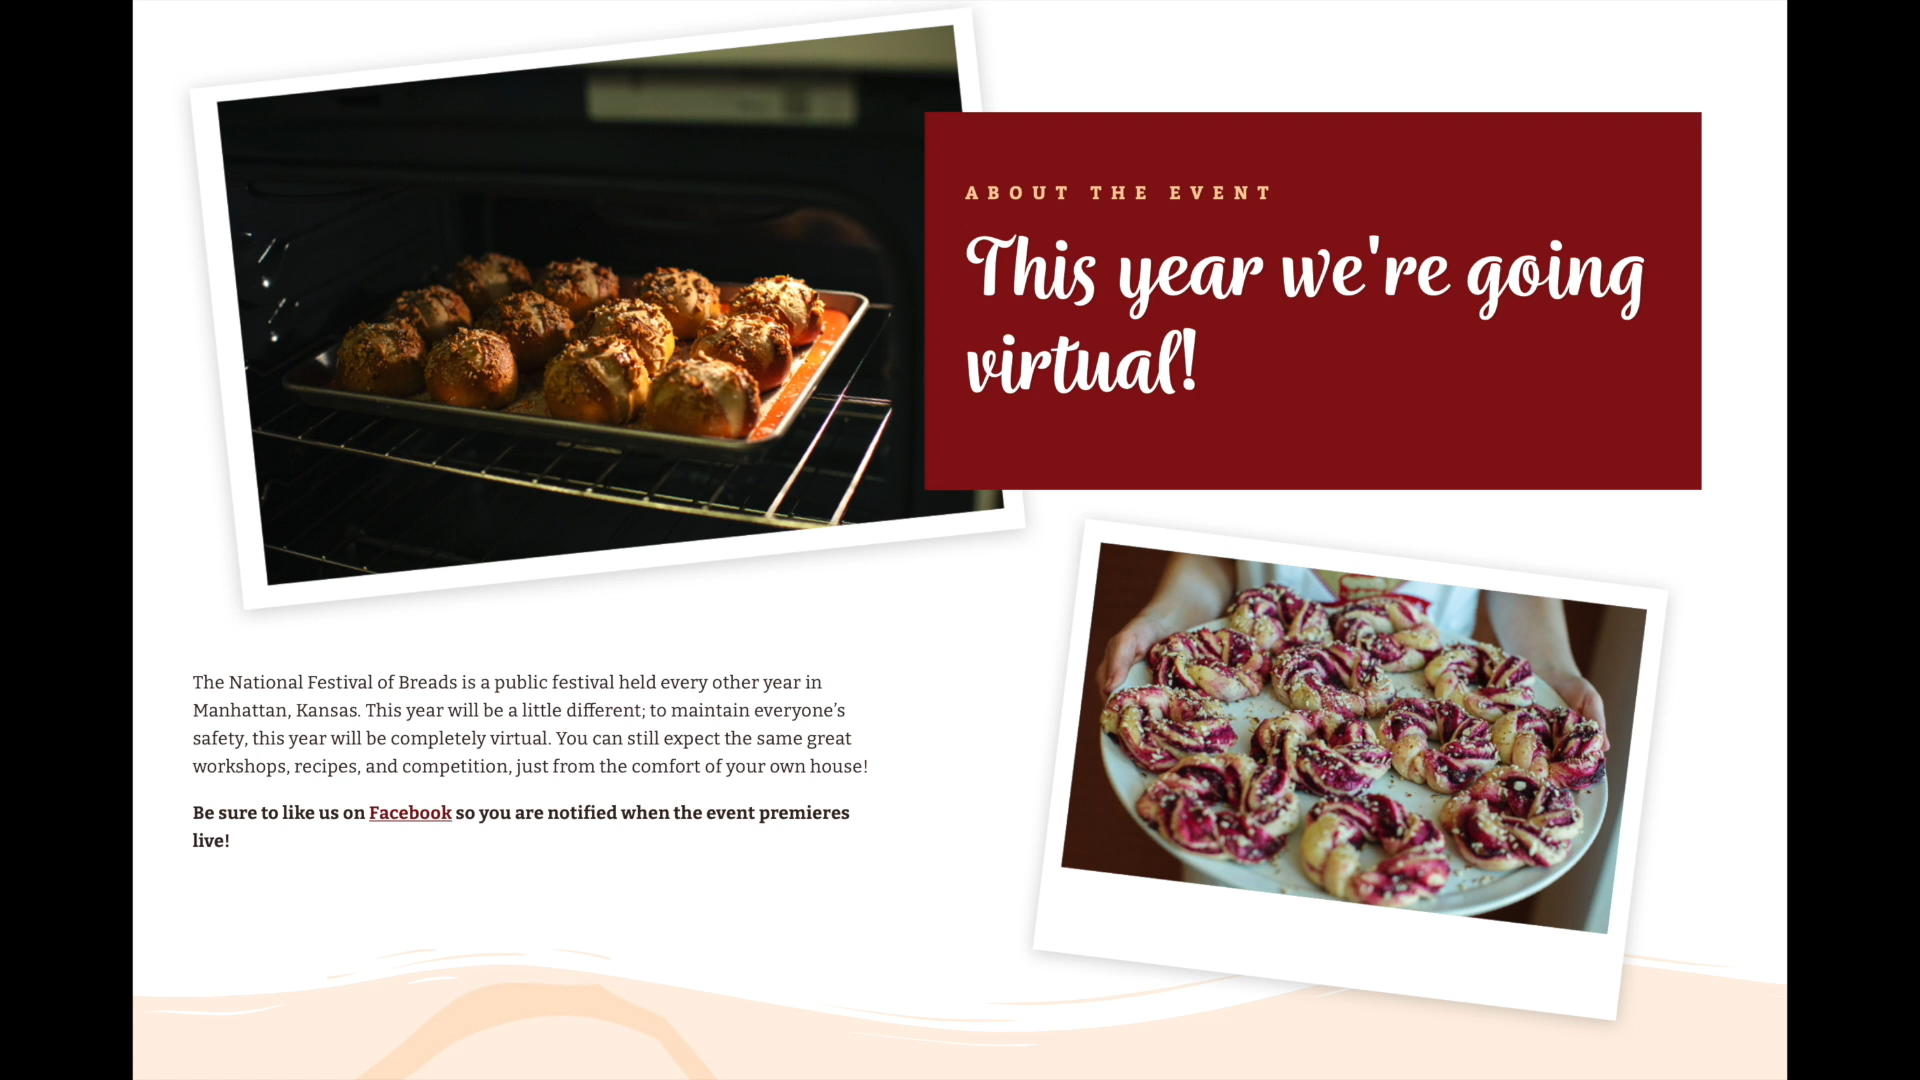 ABOUT THE EVENT
This year we're going
virtual!
The National Festival of Breads is a public festival held every other year in
Manhattan, Kansas. This year will be a little different; to maintain everyone’s
safety, this year will be completely virtual. You can still expect the same great
workshops, recipes, and competition, just from the comfort of your own house!
Be sure to like us on Facebook so you are notified when the event premieres
live!